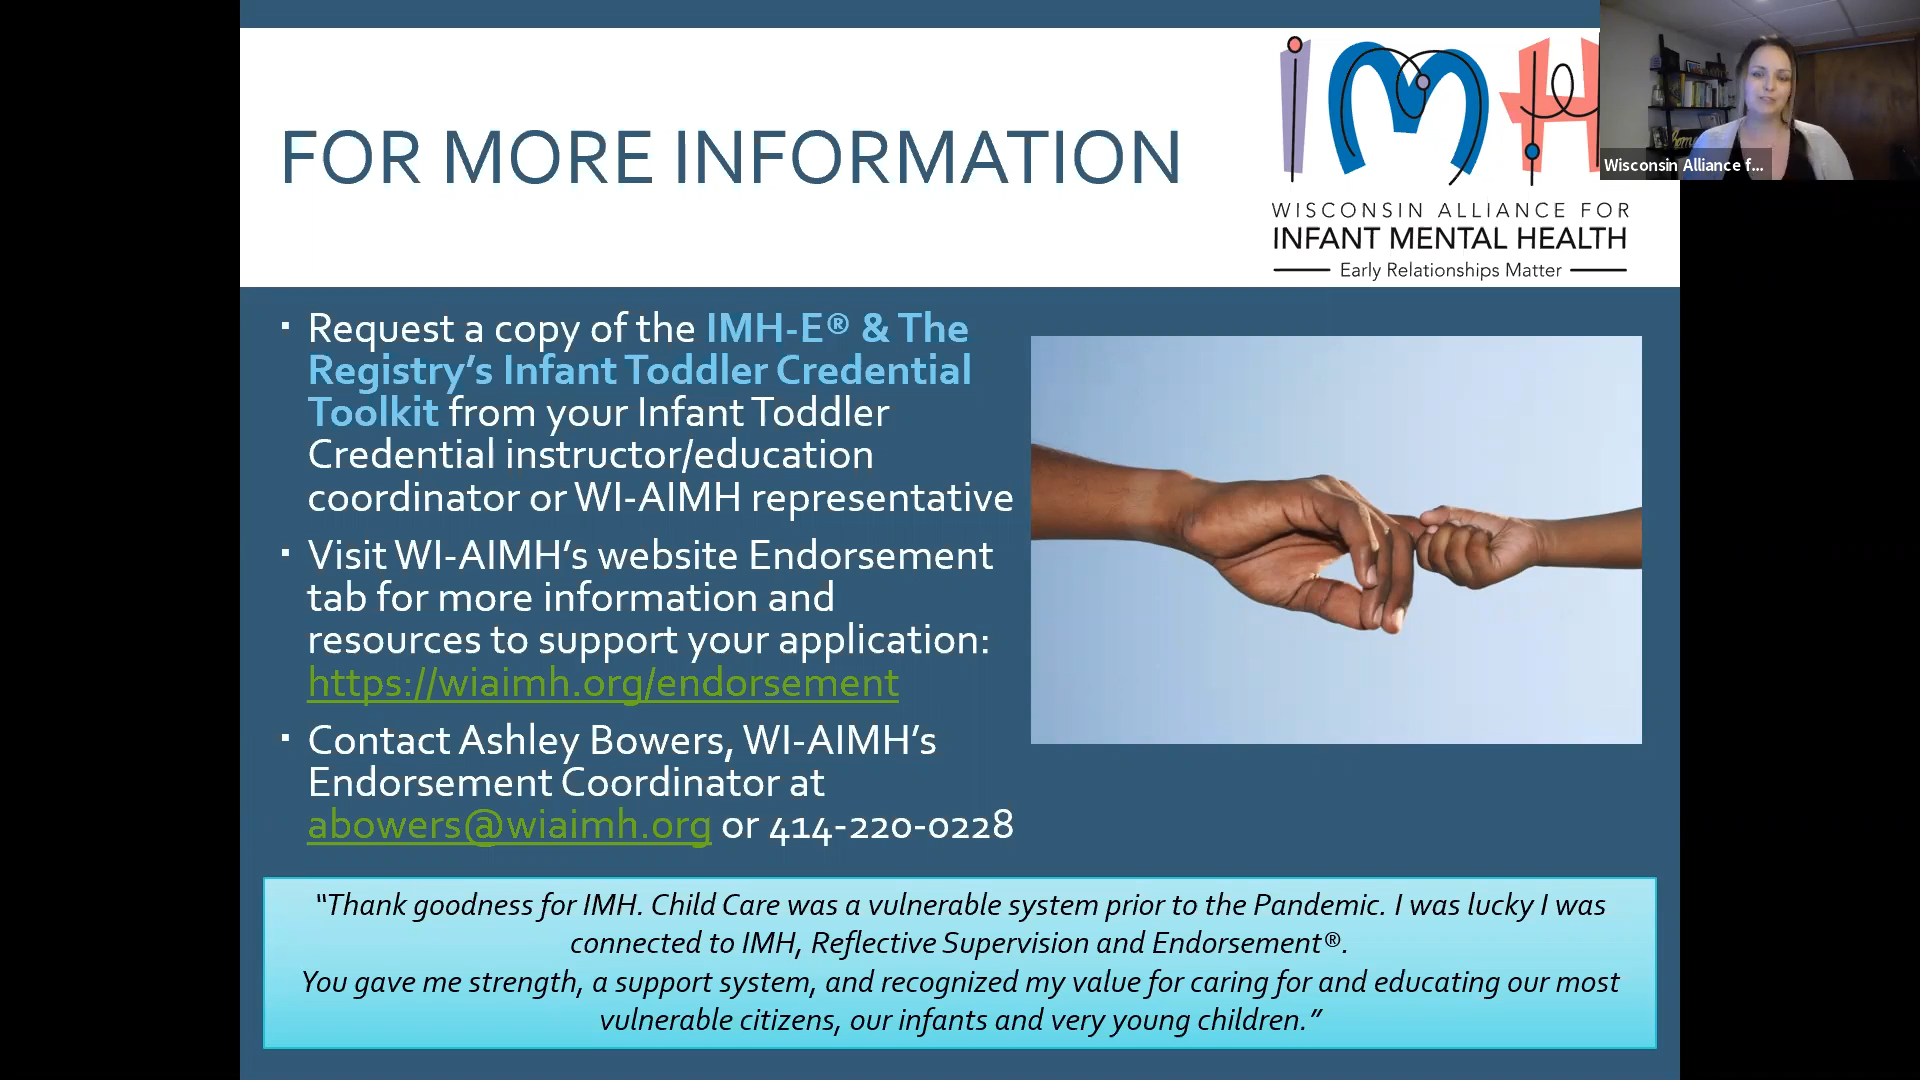 FOR MORE INFORMATION
iMH
WISCONSIN ALLIANCE FOR
INFANT MENTAL HEALTH
Early Relationships Matter
Wisconsin Alliance f...
▪ Request a copy of the IMH-E® & The
Registry’s Infant Toddler Credential
Toolkit from your Infant Toddler
Credential instructor/education
coordinator or WI-AIMH representative
▪ Visit WI-AIMH’s website Endorsement
tab for more information and
resources to support your application:
https://wiaimh.org/endorsement
▪ Contact Ashley Bowers, WI-AIMH’s
Endorsement Coordinator at
abowers@wiaimh.org or 414-220-0228
“Thank goodness for IMH. Child Care was a vulnerable system prior to the Pandemic. I was lucky I was
connected to IMH, Reflective Supervision and Endorsement®.
You gave me strength, a support system, and recognized my value for caring for and educating our most
vulnerable citizens, our infants and very young children.”